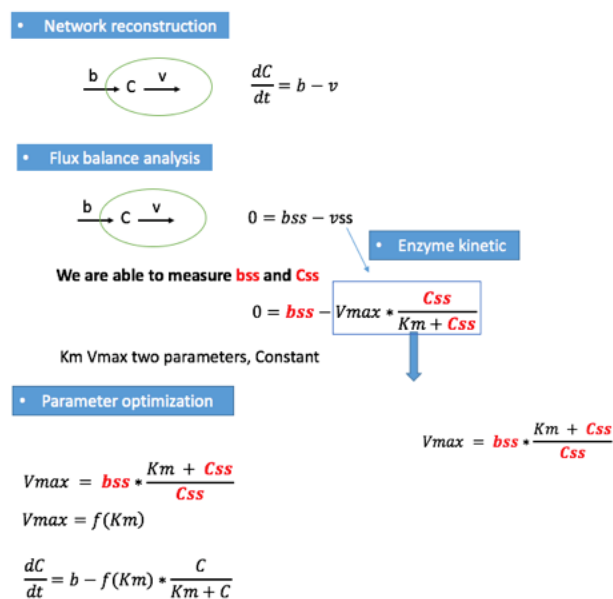 • Network reconstruction
b C v
dC/dt = b − v
• Flux balance analysis
b C v
0 = bss − vss
• Enzyme kinetic
We are able to measure bss and Css
0 = bss − Vmax * Css/(Km + Css)
Km Vmax two parameters, Constant
• Parameter optimization
Vmax = bss * (Km + Css)/Css
Vmax = bss * (Km + Css)/Css
Vmax = f(Km)
dC/dt = b − f(Km) * C/(Km + C)